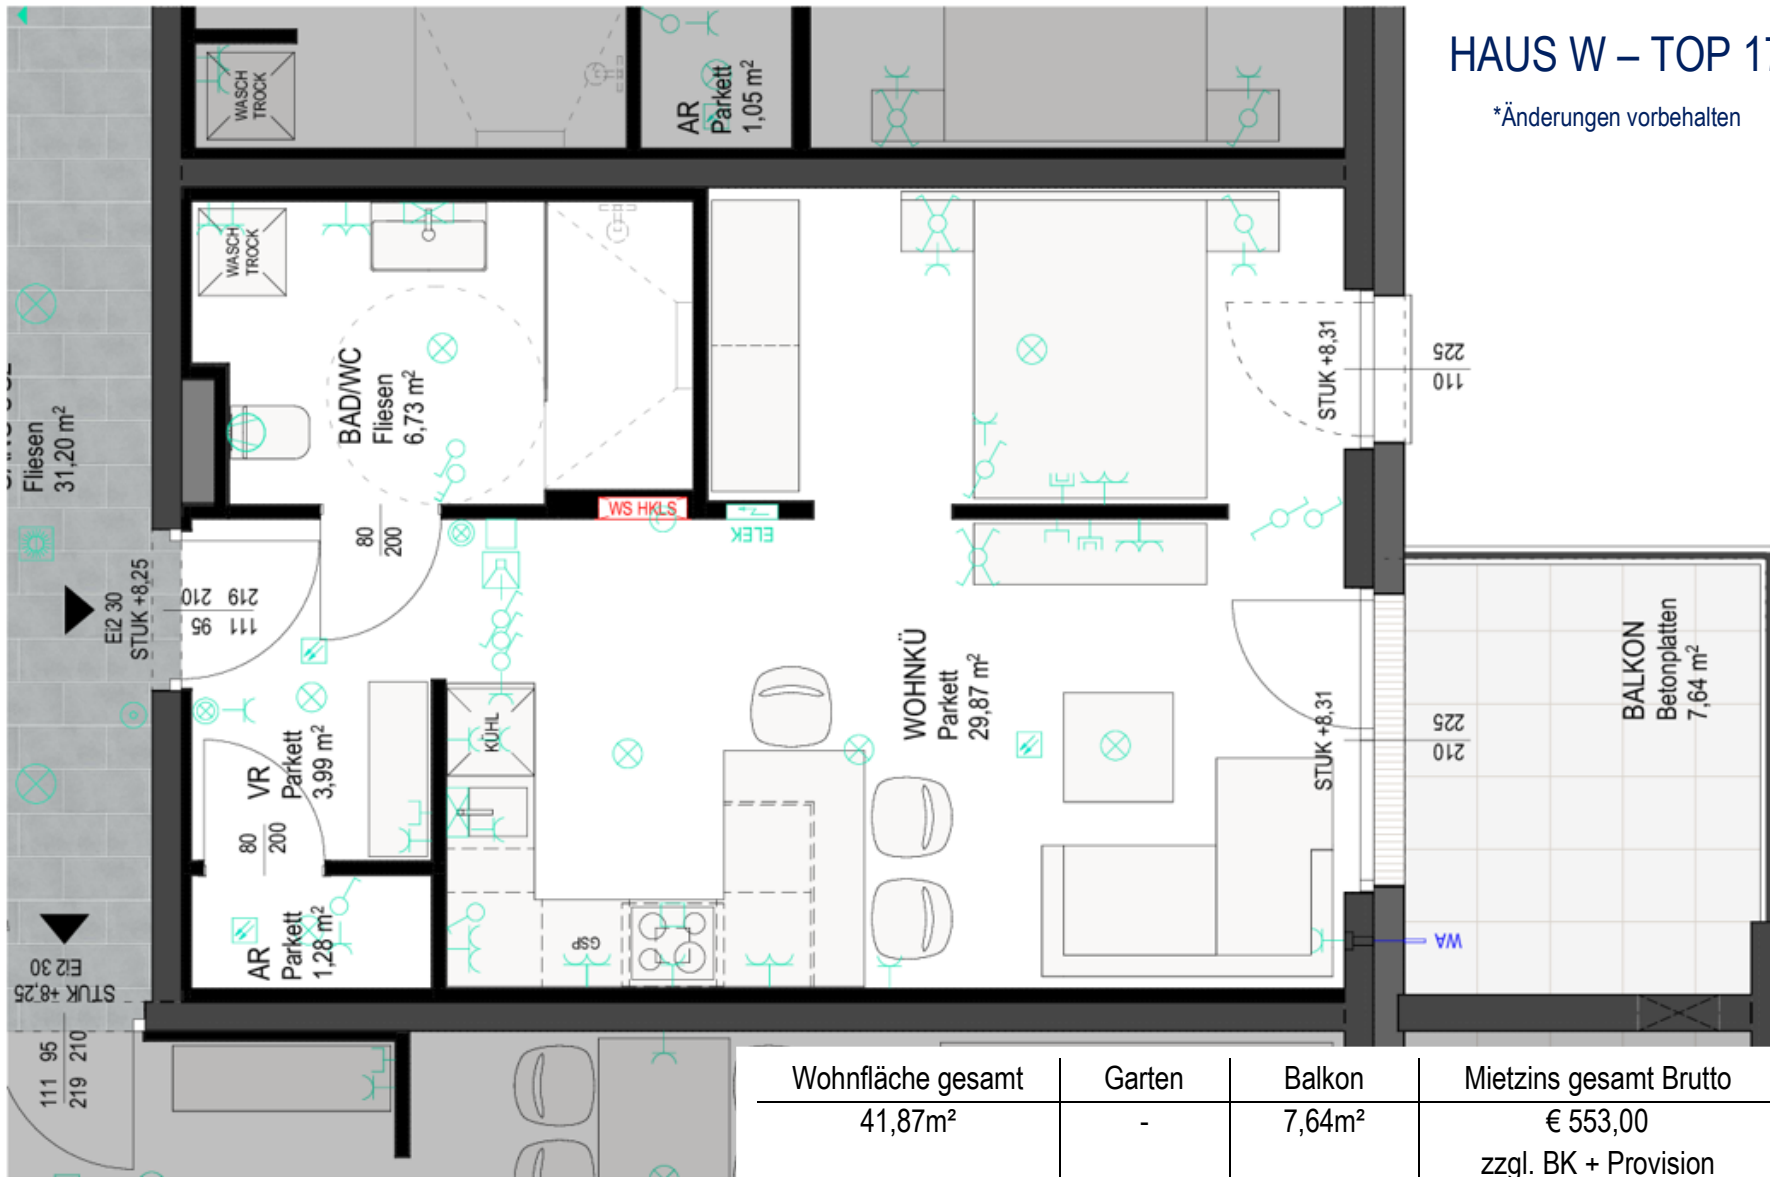 HAUS W – TOP 17
*Änderungen vorbehalten
WASCH
TROCK
AR
Parkett
1,05 m²
WASCH
TROCK
BAD/WC
Fliesen
6,73 m²
Fliesen
31,20 m²
80
200
WS HKLS
ELEK
STUK +8,31
225
110
Ei2 30
STUK +8,25
210 219
95 111
VR
Parkett
3,99 m²
80
200
KÜHL
WOHNKÜ
Parkett
29,87 m²
STUK +8,31
225
210
BALKON
Betonplatten
7,64 m²
AR
Parkett
1,28 m²
GSP
WA
Ei2 30
STUK +8,25
111 95
219 210
Wohnfläche gesamt Garten Balkon Mietzins gesamt Brutto
41,87m² - 7,64m² € 553,00
zzgl. BK + Provision